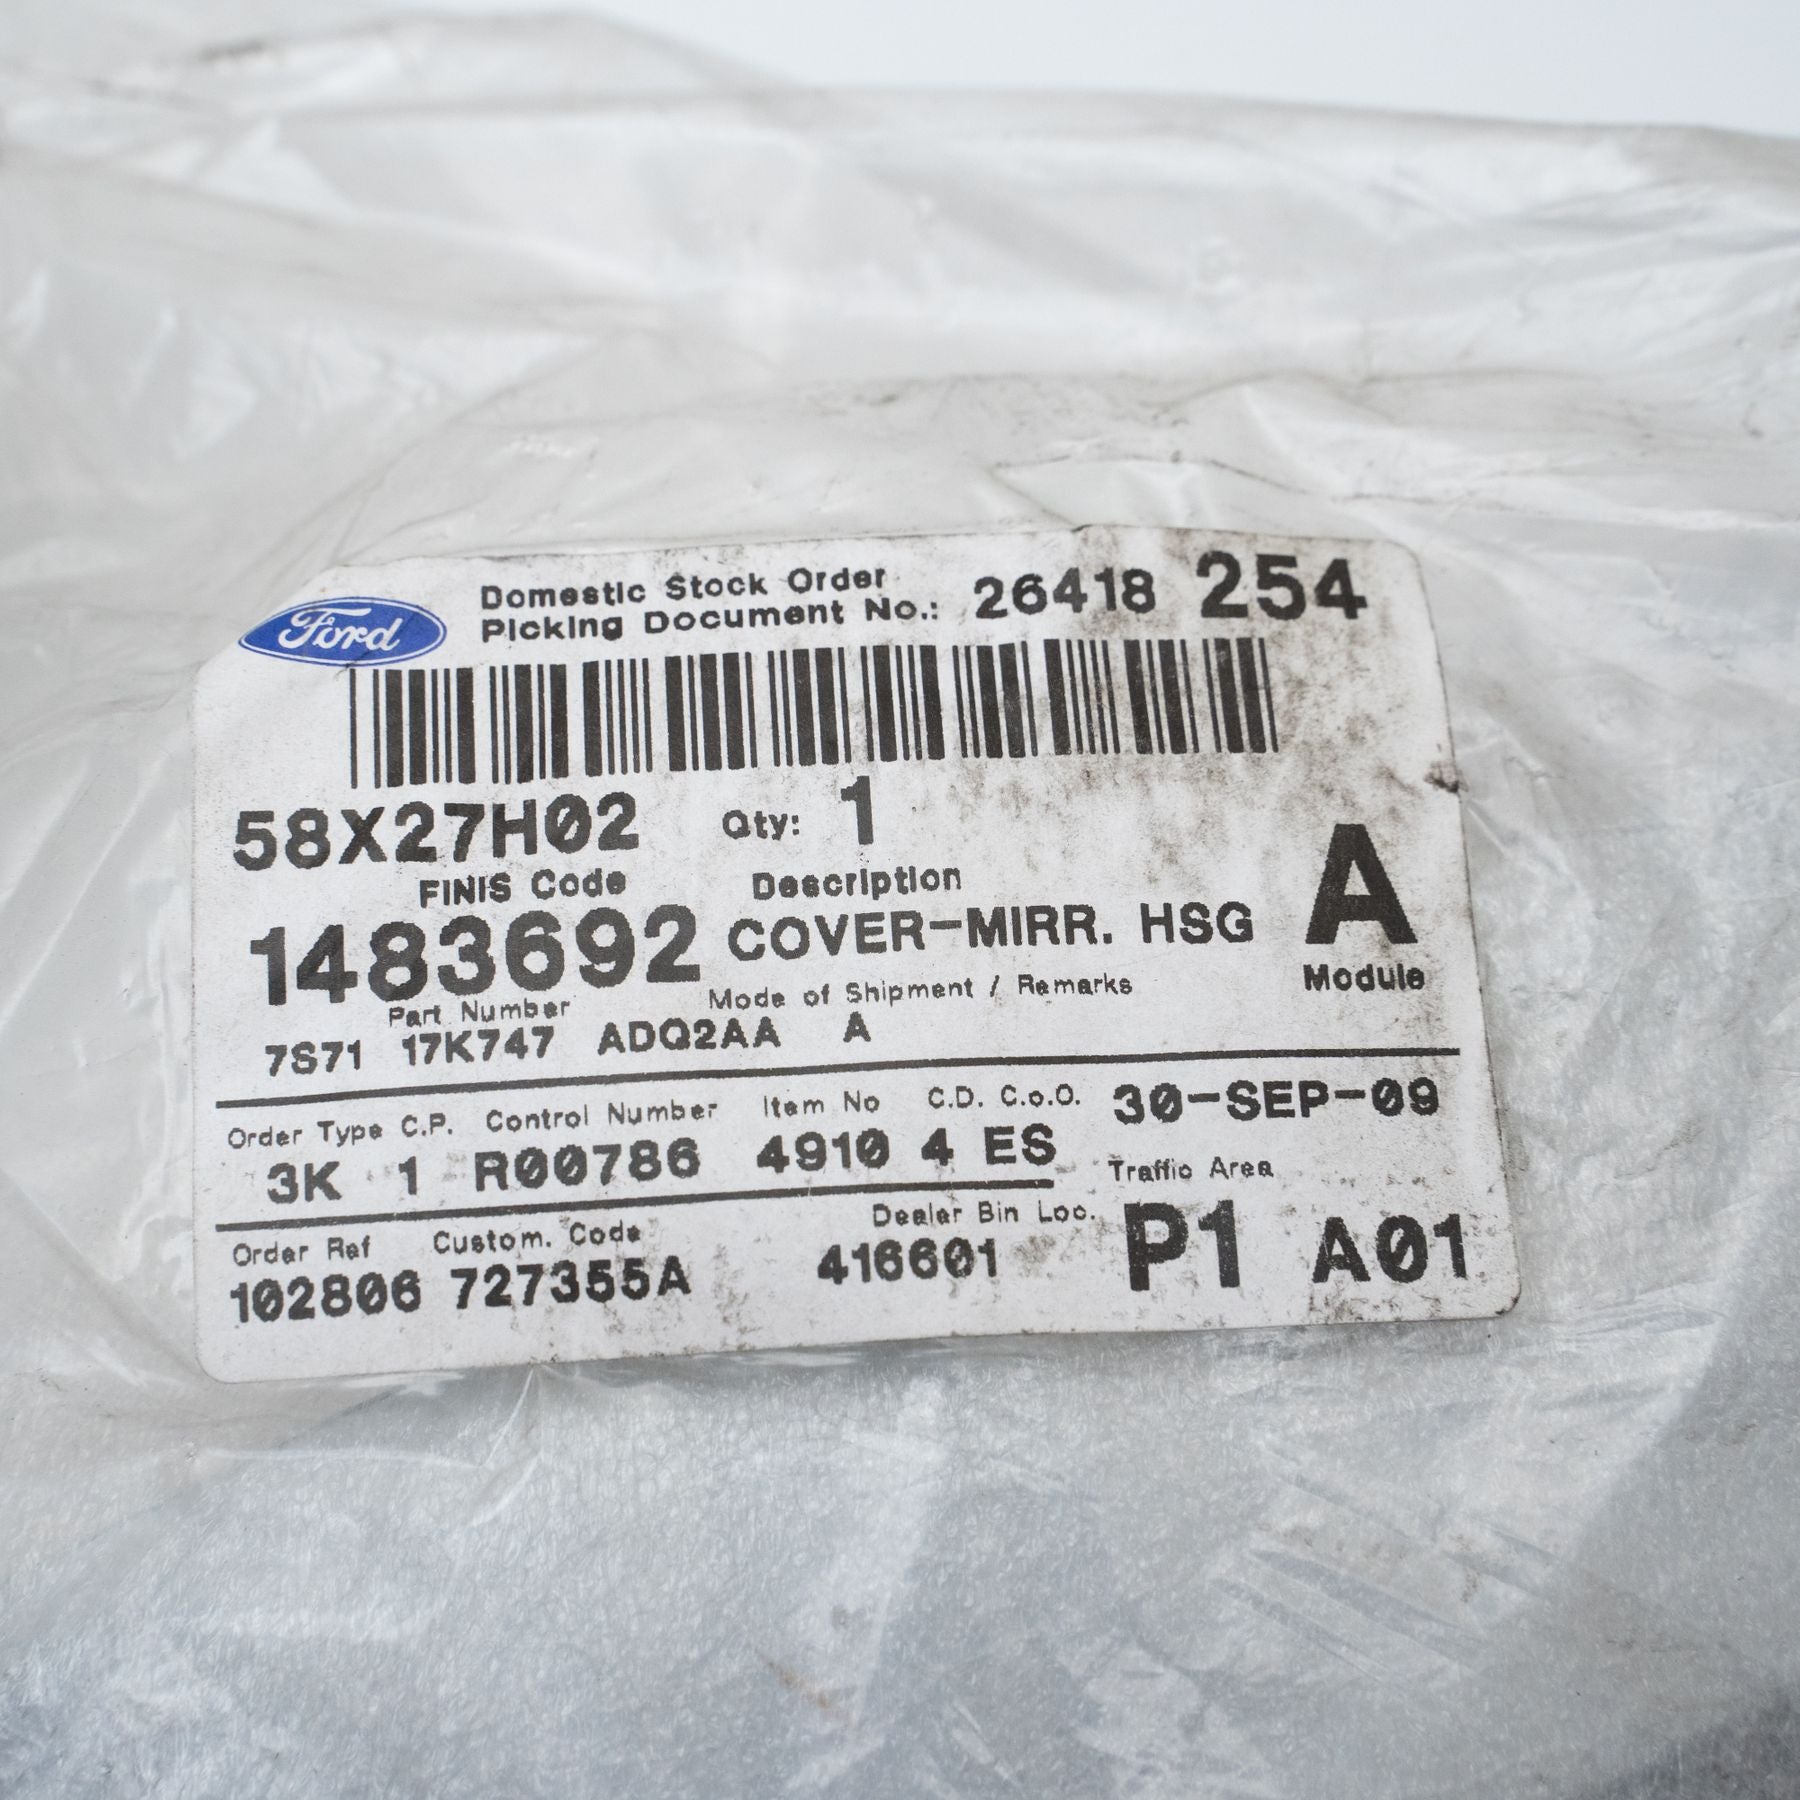 Ford
Domestic Stock Order
Picking Document No.: 26418 254
58X27H02 Qty: 1
FINIS Code Description
1483692 COVER-MIRR. HSG A
Part Number Mode of Shipment / Remarks Module
7S71 17K747 ADQ2AA A
Order Type C.P. Control Number Item No C.D. C.o.O. 30-SEP-09
3K 1 R00786 4910 4 ES Traffic Area
Order Ref Custom. Code Dealer Bin Loc. P1 A01
102806 727355A 416601